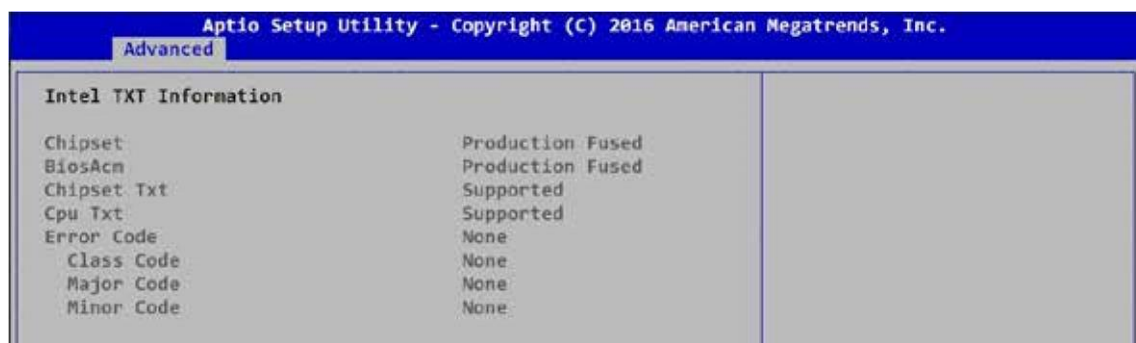 Aptio Setup Utility - Copyright (C) 2016 American Megatrends, Inc.
Advanced
Intel TXT Information
Chipset Production Fused
BiosAcm Production Fused
Chipset Txt Supported
Cpu Txt Supported
Error Code None
Class Code None
Major Code None
Minor Code None